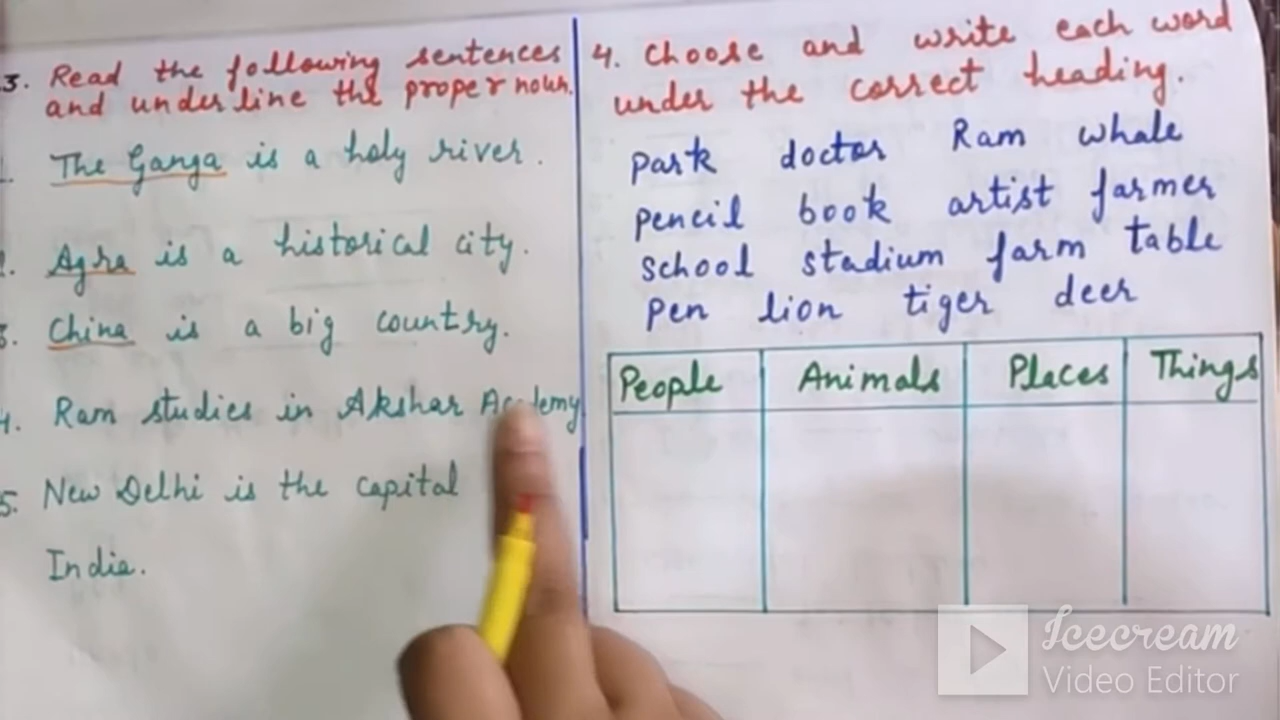 3. Read the following sentences
and underline the proper noun.
The Ganga is a holy river.
Agra is a historical city.
China is a big country.
4. Ram studies in Akshar Academy
5. New Delhi is the capital
India.
4. Choose and write each word
under the correct heading.
park doctor Ram whale
pencil book artist farmer
school stadium farm table
pen lion tiger deer
People Animals Places Things
Icecream
Video Editor